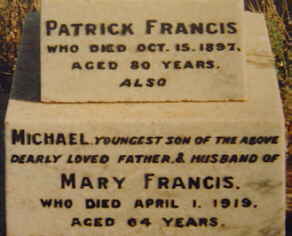 PATRICK FRANCIS
WHO DIED OCT. 15. 1897.
AGED 80 YEARS.
ALSO
MICHAEL, YOUNGEST SON OF THE ABOVE
DEARLY LOVED FATHER, & HUSBAND OF
MARY FRANCIS.
WHO DIED APRIL 1. 1919.
AGED 64 YEARS.